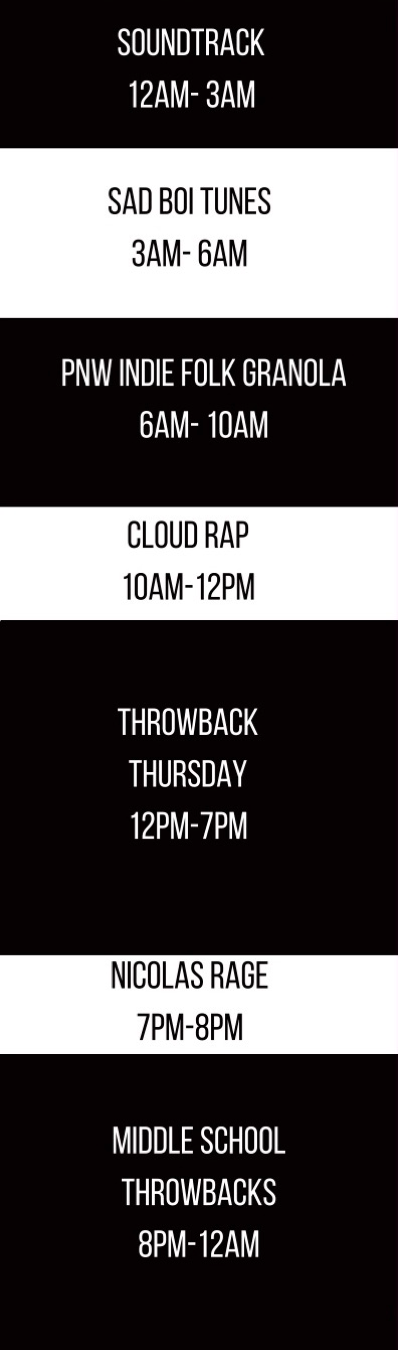 SOUNDTRACK
12AM- 3AM
SAD BOI TUNES
3AM- 6AM
PNW INDIE FOLK GRANOLA
6AM- 10AM
CLOUD RAP
10AM-12PM
THROWBACK
THURSDAY
12PM-7PM
NICOLAS RAGE
7PM-8PM
MIDDLE SCHOOL
THROWBACKS
8PM-12AM